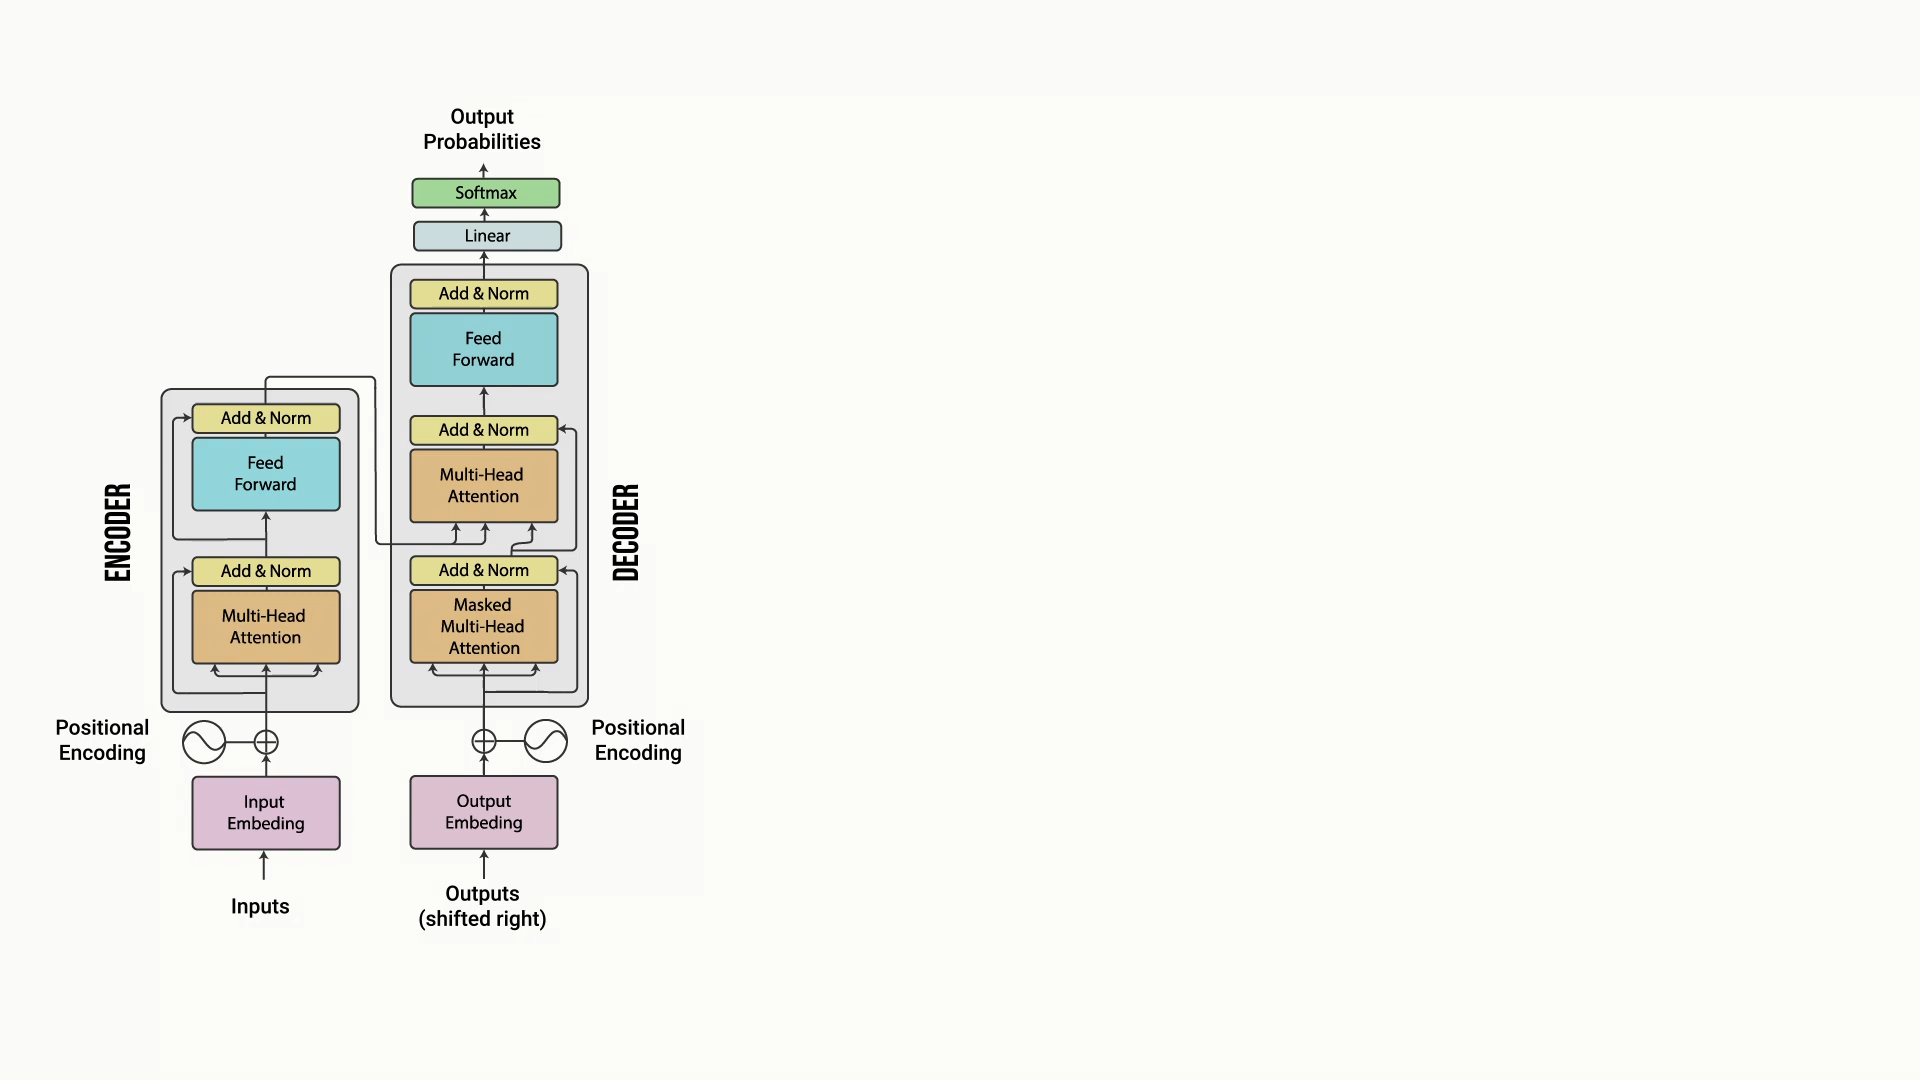 Output
Probabilities
Softmax
Linear
Add & Norm
Feed
Forward
Add & Norm
Multi-Head
Attention
Add & Norm
Masked
Multi-Head
Attention
DECODER
Positional
Encoding
Output
Embeding
Outputs
(shifted right)
ENCODER
Add & Norm
Feed
Forward
Add & Norm
Multi-Head
Attention
Positional
Encoding
Input
Embeding
Inputs